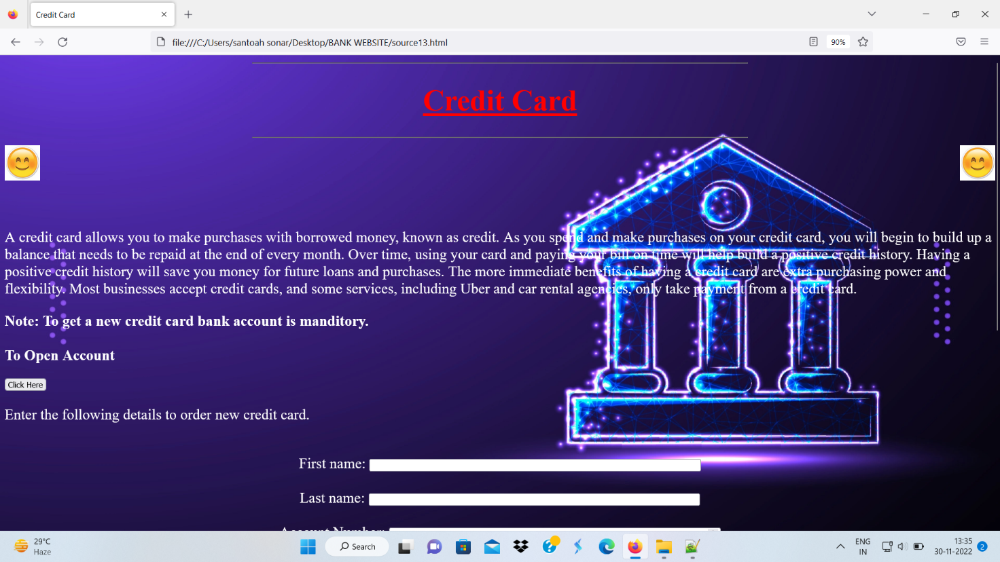 Credit Card
file:///C:/Users/santoah sonar/Desktop/BANK WEBSITE/source13.html
90%
Credit Card
A credit card allows you to make purchases with borrowed money, known as credit. As you spend and make purchases on your credit card, you will begin to build up a
balance that needs to be repaid at the end of every month. Over time, using your card and paying your bill on time will help build a positive credit history. Having a
positive credit history will save you money for future loans and purchases. The more immediate benefits of having a credit card are extra purchasing power and
flexibility. Most businesses accept credit cards, and some services, including Uber and car rental agencies, only take payment from a credit card.
Note: To get a new credit card bank account is manditory.
To Open Account
Click Here
Enter the following details to order new credit card.
First name:
Last name:
Account Number:
29°C
Haze
Search
ENG
IN
13:35
30-11-2022
2